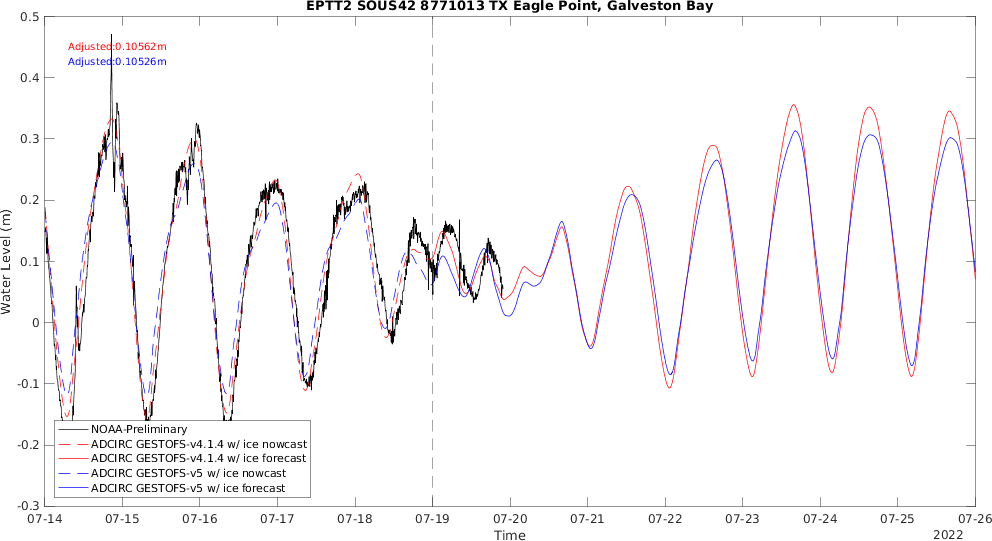 EPTT2 SOUS42 8771013 TX Eagle Point, Galveston Bay
Adjusted:0.10562m
Adjusted:0.10526m
0.5
0.4
0.3
0.2
0.1
0
-0.1
-0.2
-0.3
Water Level (m)
NOAA-Preliminary
ADCIRC GESTOFS-v4.1.4 w/ ice nowcast
ADCIRC GESTOFS-v4.1.4 w/ ice forecast
ADCIRC GESTOFS-v5 w/ ice nowcast
ADCIRC GESTOFS-v5 w/ ice forecast
07-14 07-15 07-16 07-17 07-18 07-19 07-20 07-21 07-22 07-23 07-24 07-25 07-26
Time
2022